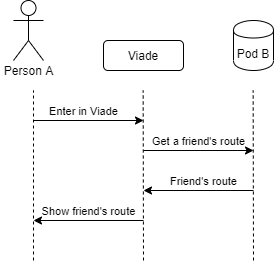 Person A
Viade
Pod B
Enter in Viade
Get a friend's route
Friend's route
Show friend's route